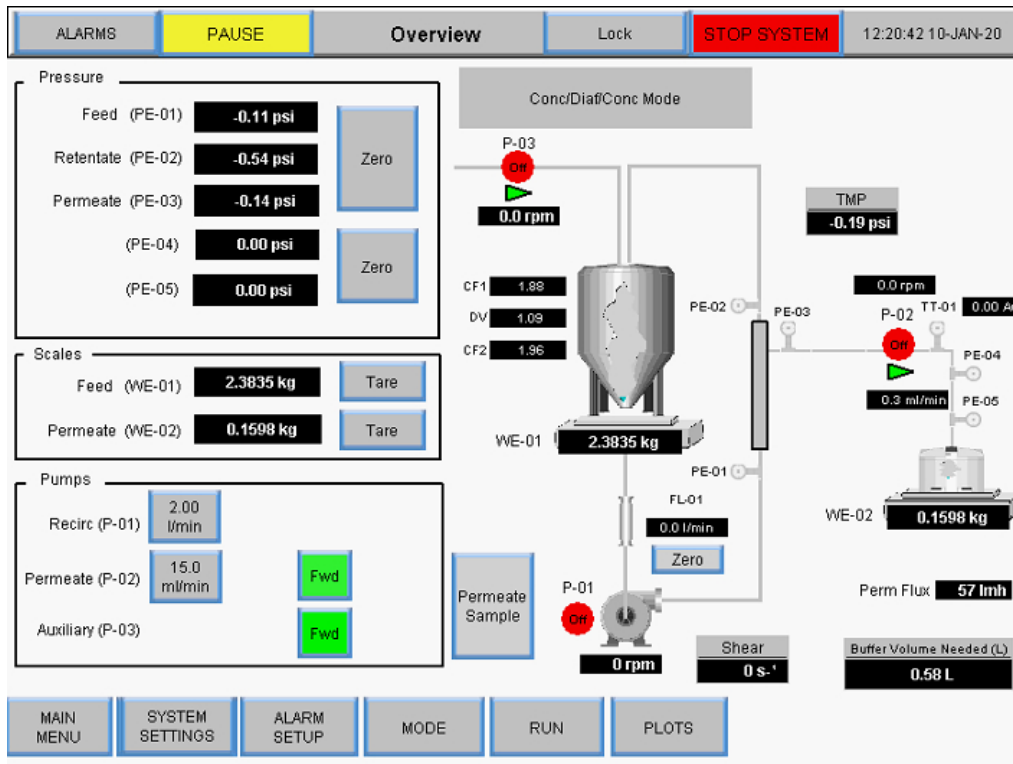 ALARMS PAUSE Overview Lock STOP SYSTEM 12:20:42 10-JAN-20
Pressure
Feed (PE-01) -0.11 psi
Retentate (PE-02) -0.54 psi
Zero
Permeate (PE-03) -0.14 psi
(PE-04) 0.00 psi
Zero
(PE-05) 0.00 psi
Scales
Feed (WE-01) 2.3835 kg Tare
Permeate (WE-02) 0.1598 kg Tare
Pumps
Recirc (P-01) 2.00 l/min
Permeate (P-02) 15.0 ml/min Fwd
Auxiliary (P-03) Fwd
Permeate
Sample
Conc/Diaf/Conc Mode
P-03
Off
0.0 rpm
TMP
-0.19 psi
CF1 1.88
DV 1.09
CF2 1.96
PE-02
PE-03
0.0 rpm
P-02
Off
TT-01 0.00 A
PE-04
0.3 ml/min
PE-05
WE-01 2.3835 kg
PE-01
FL-01
0.0 l/min
Zero
WE-02 0.1598 kg
P-01
Off
0 rpm
Perm Flux 57 lmh
Shear
0 s-¹
Buffer Volume Needed (L)
0.58 L
MAIN
MENU
SYSTEM
SETTINGS
ALARM
SETUP
MODE
RUN
PLOTS